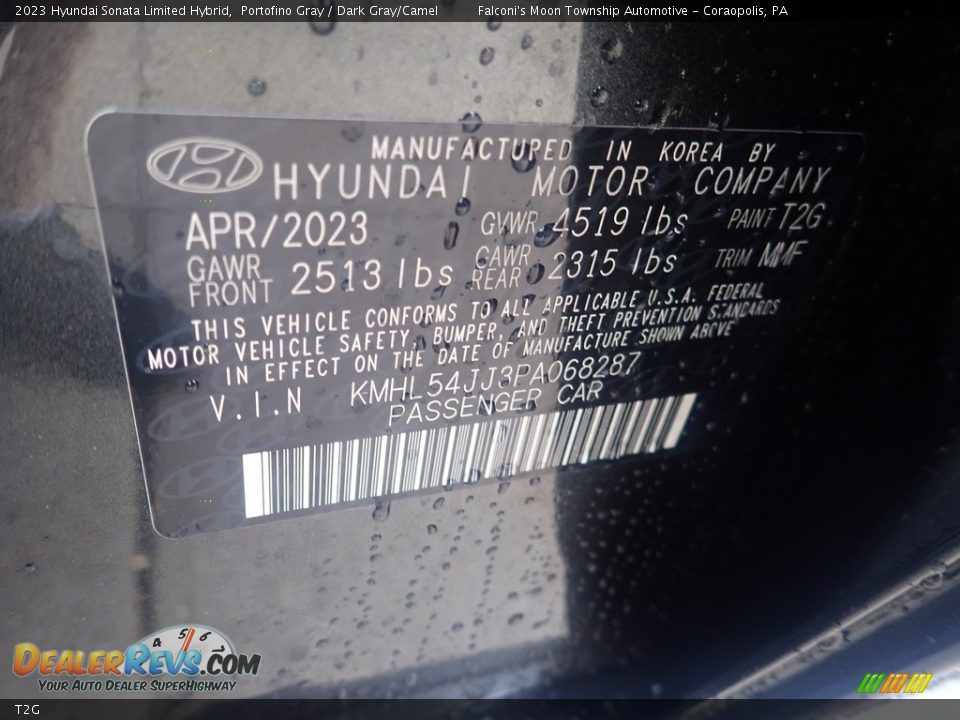 2023 Hyundai Sonata Limited Hybrid, Portofino Gray / Dark Gray/Camel Falconi's Moon Township Automotive - Coraopolis, PA
MANUFACTURED IN KOREA BY
HYUNDAI MOTOR COMPANY
APR/2023 GVWR 4519 lbs PAINT T2G
GAWR FRONT 2513 lbs GAWR REAR 2315 lbs TRIM MMF
THIS VEHICLE CONFORMS TO ALL APPLICABLE U.S.A. FEDERAL
MOTOR VEHICLE SAFETY, BUMPER, AND THEFT PREVENTION STANDARDS
IN EFFECT ON THE DATE OF MANUFACTURE SHOWN ABOVE
V.I.N KMHL54JJ3PA068287
PASSENGER CAR
4 5 6
DEALERREVS.COM
YOUR AUTO DEALER SUPERHIGHWAY
T2G